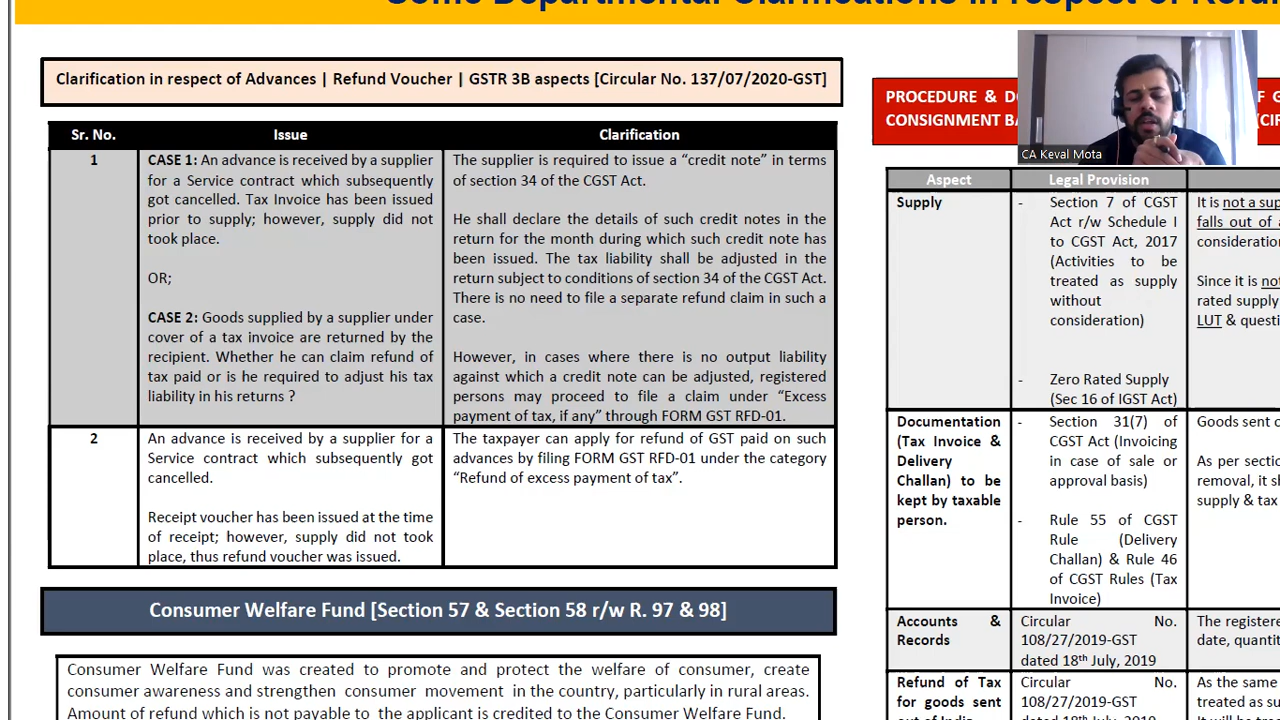 Some Departmental Clarifications in respect of
Clarification in respect of Advances | Refund Voucher | GSTR 3B aspects [Circular No. 137/07/2020-GST]
Sr. No. Issue Clarification
1
CASE 1: An advance is received by a supplier
for a Service contract which subsequently
got cancelled. Tax Invoice has been issued
prior to supply; however, supply did not
took place.
OR;
CASE 2: Goods supplied by a supplier under
cover of a tax invoice are returned by the
recipient. Whether he can claim refund of
tax paid or is he required to adjust his tax
liability in his returns ?
The supplier is required to issue a “credit note” in terms
of section 34 of the CGST Act.
He shall declare the details of such credit notes in the
return for the month during which such credit note has
been issued. The tax liability shall be adjusted in the
return subject to conditions of section 34 of the CGST Act.
There is no need to file a separate refund claim in such a
case.
However, in cases where there is no output liability
against which a credit note can be adjusted, registered
persons may proceed to file a claim under “Excess
payment of tax, if any” through FORM GST RFD-01.
2
An advance is received by a supplier for a
Service contract which subsequently got
cancelled.
Receipt voucher has been issued at the time
of receipt; however, supply did not took
place, thus refund voucher was issued.
The taxpayer can apply for refund of GST paid on such
advances by filing FORM GST RFD-01 under the category
“Refund of excess payment of tax”.
Consumer Welfare Fund [Section 57 & Section 58 r/w R. 97 & 98]
Consumer Welfare Fund was created to promote and protect the welfare of consumer, create
consumer awareness and strengthen consumer movement in the country, particularly in rural areas.
Amount of refund which is not payable to the applicant is credited to the Consumer Welfare Fund.
PROCEDURE & OF
CONSIGNMENT
CA Keval Mota
Aspect Legal Provision
Supply
- Section 7 of CGST
Act r/w Schedule I
to CGST Act, 2017
(Activities to be
treated as supply
without
consideration)
- Zero Rated Supply
(Sec 16 of IGST Act)
It is not a
falls out of
Since it is
rated supply
LUT &
Documentation
(Tax Invoice &
Delivery
Challan) to be
kept by taxable
person.
- Section 31(7) of
CGST Act (Invoicing
in case of sale or
approval basis)
- Rule 55 of CGST
Rule (Delivery
Challan) & Rule 46
of CGST Rules (Tax
Invoice)
Goods sent
As per
removal, it
supply & tax
Accounts &
Records
Circular No.
108/27/2019-GST
dated 18th July, 2019
The
date,
Refund of Tax
for goods sent
out of India
Circular No.
108/27/2019-GST
dated 18th July, 2019
As the same
treated as
It will be